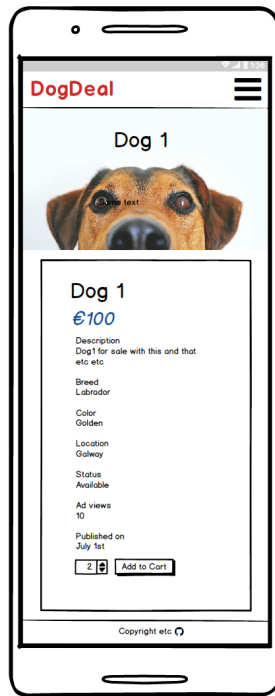 1:36
DogDeal
Dog 1
Some text
Dog 1
€100
Description
Dog1 for sale with this and that
etc etc
Breed
Labrador
Color
Golden
Location
Galway
Status
Available
Ad views
10
Published on
July 1st
2 Add to Cart
Copyright etc